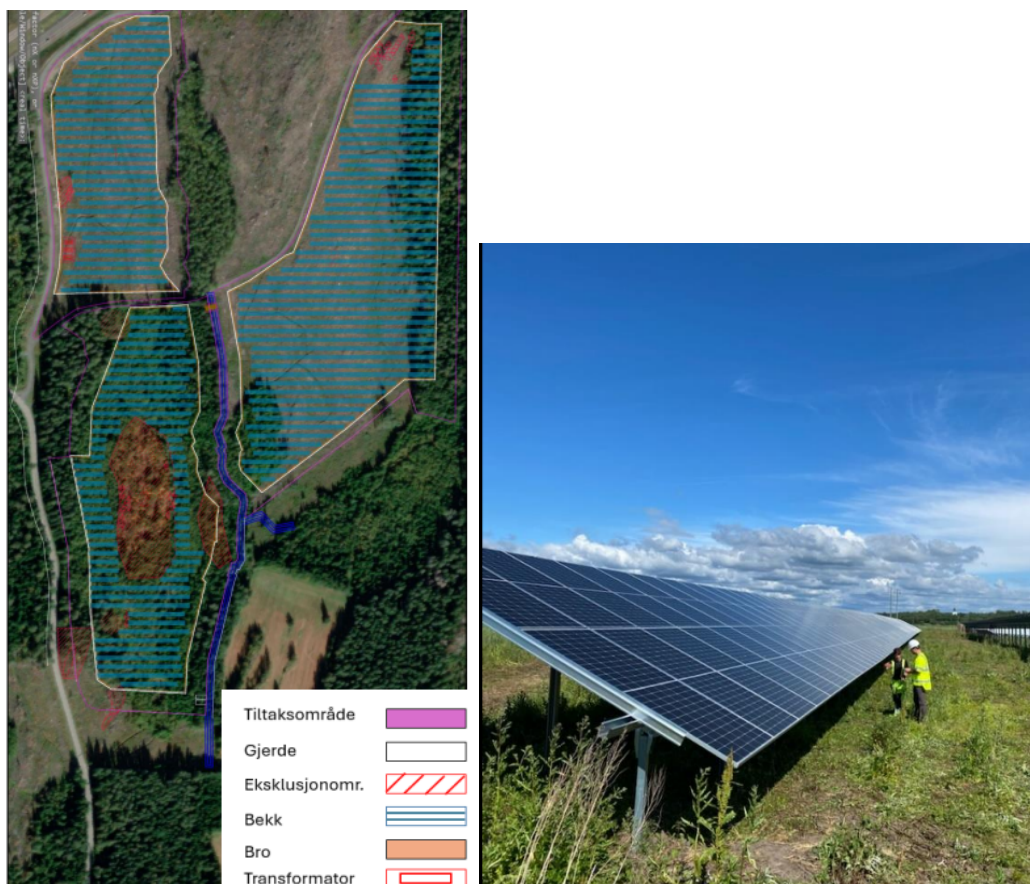 Tiltaksområde
Gjerde
Eksklusjonomr.
Bekk
Bro
Transformator